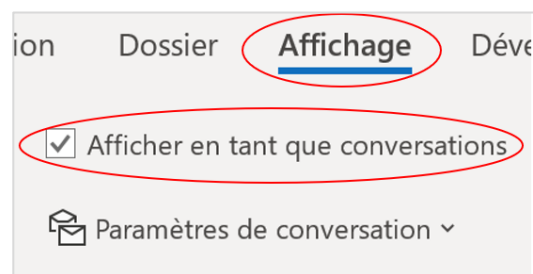 ion Dossier Affichage Déve
Afficher en tant que conversations
Paramètres de conversation